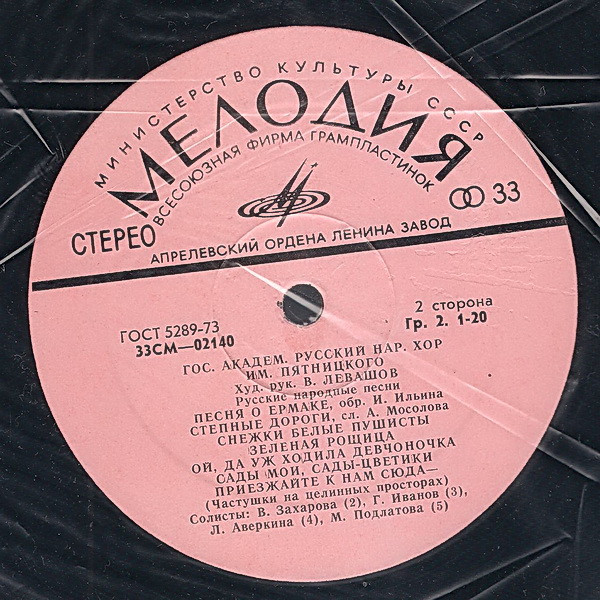 МИНИСТЕРСТВО КУЛЬТУРЫ СССР
МЕЛОДИЯ
ВСЕСОЮЗНАЯ ФИРМА ГРАМПЛАСТИНОК
СТЕРЕО
33
АПРЕЛЕВСКИЙ ОРДЕНА ЛЕНИНА ЗАВОД
ГОСТ 5289-73
33СМ—02140
2 сторона
Гр. 2. 1-20
ГОС. АКАДЕМ. РУССКИЙ НАР. ХОР
ИМ. ПЯТНИЦКОГО
Худ. рук. В. ЛЕВАШОВ
Русские народные песни
ПЕСНЯ О ЕРМАКЕ, обр. И. Ильина
СТЕПНЫЕ ДОРОГИ, сл. А. Мосолова
СНЕЖКИ БЕЛЫЕ ПУШИСТЫ
ЗЕЛЕНАЯ РОЩИЦА
ОЙ, ДА УЖ ХОДИЛА ДЕВЧОНОЧКА
САДЫ МОИ, САДЫ-ЦВЕТИКИ
ПРИЕЗЖАЙТЕ К НАМ СЮДА—
(Частушки на целинных просторах)
Солисты: В. Захарова (2), Г. Иванов (3),
Л. Аверкина (4), М. Подлатова (5)